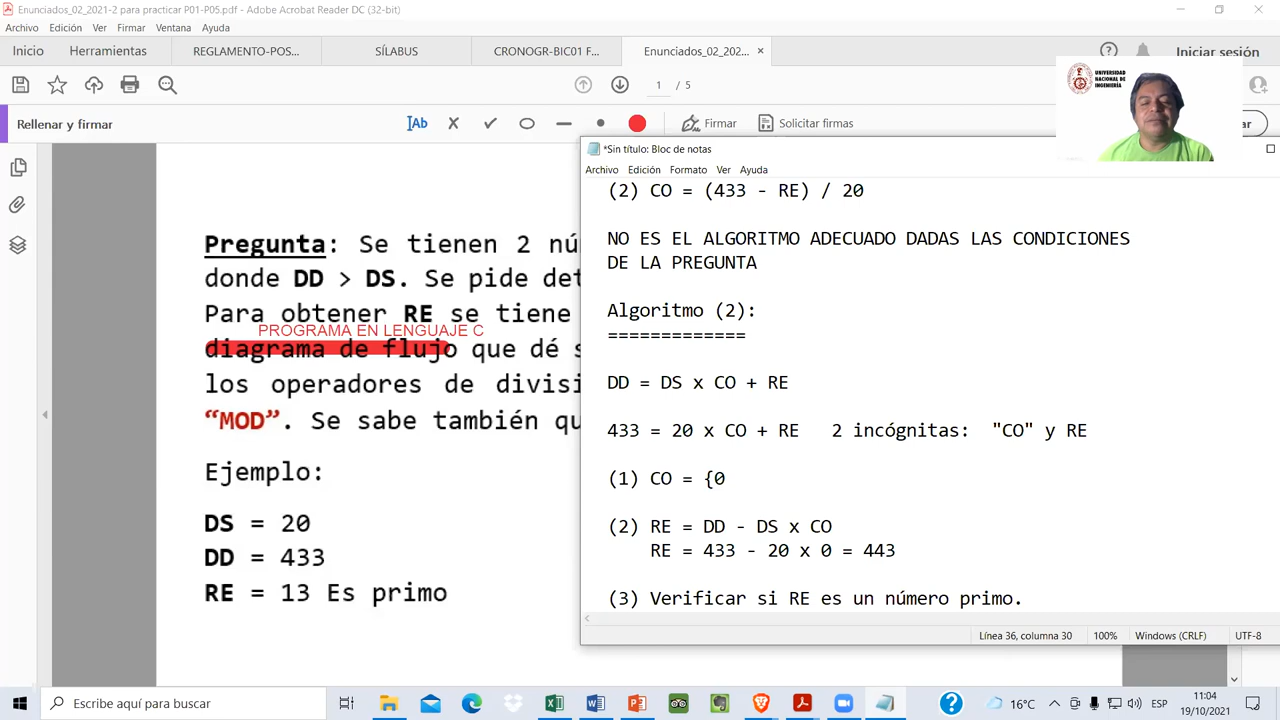 Enunciados_02_2021-2 para practicar P01-P05.pdf - Adobe Acrobat Reader DC (32-bit)
Archivo Edición Ver Firmar Ventana Ayuda
Inicio Herramientas REGLAMENTO-POS... SÍLABUS CRONOGR-BIC01 F... Enunciados_02_202... × Iniciar sesión
1 / 5
UNIVERSIDAD NACIONAL DE INGENIERÍA
Rellenar y firmar Ab Firmar Solicitar firmas ar
*Sin título: Bloc de notas
Archivo Edición Formato Ver Ayuda
(2) CO = (433 - RE) / 20
NO ES EL ALGORITMO ADECUADO DADAS LAS CONDICIONES
DE LA PREGUNTA
Algoritmo (2):
=============
DD = DS x CO + RE
433 = 20 x CO + RE 2 incógnitas: "CO" y RE
(1) CO = {0
(2) RE = DD - DS x CO
RE = 433 - 20 x 0 = 443
(3) Verificar si RE es un número primo.
Línea 36, columna 30 100% Windows (CRLF) UTF-8
Pregunta: Se tienen 2 nú
donde DD > DS. Se pide det
Para obtener RE se tiene
PROGRAMA EN LENGUAJE C
diagrama de flujo que dé s
los operadores de divisi
“MOD”. Se sabe también qu
Ejemplo:
DS = 20
DD = 433
RE = 13 Es primo
Escribe aquí para buscar 16°C ESP 11:04
19/10/2021